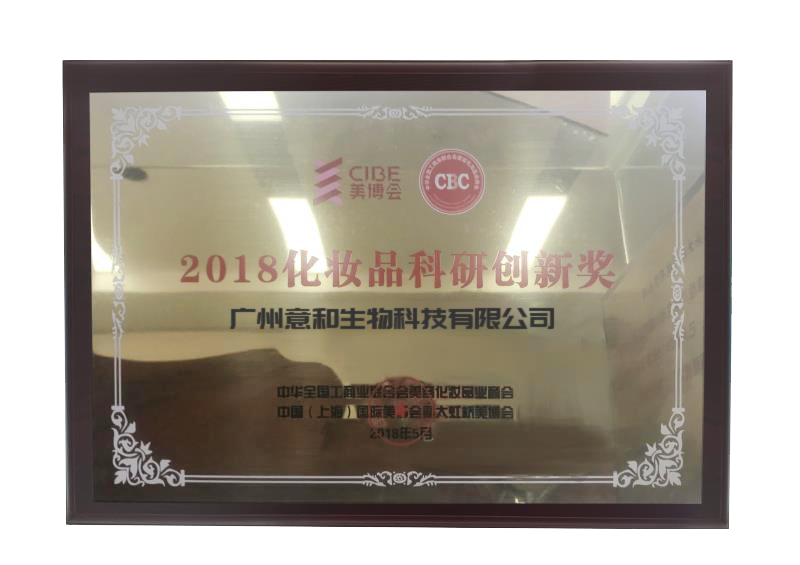 CIBE
美博会
CBC
2018化妆品科研创新奖
广州意和生物科技有限公司
中华全国工商业联合会美容化妆品业商会
中国（上海）国际美 会 大虹桥美博会
2018年5月